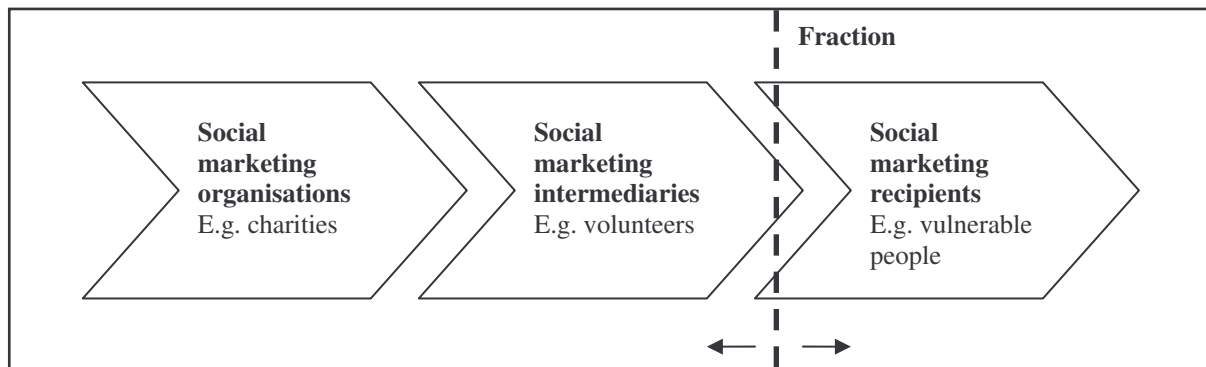 Fraction
Social
marketing
organisations
E.g. charities
Social
marketing
intermediaries
E.g. volunteers
Social
marketing
recipients
E.g. vulnerable
people